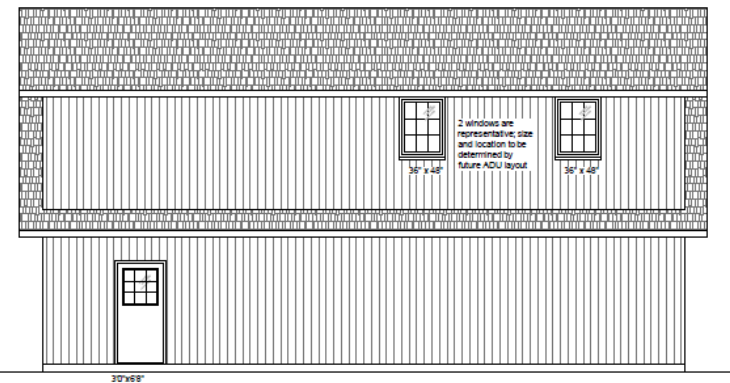 2 windows are
representative; size
and location to be
determined by
future ADU layout
36" x 48"
36" x 48"
3'0"x6'8"